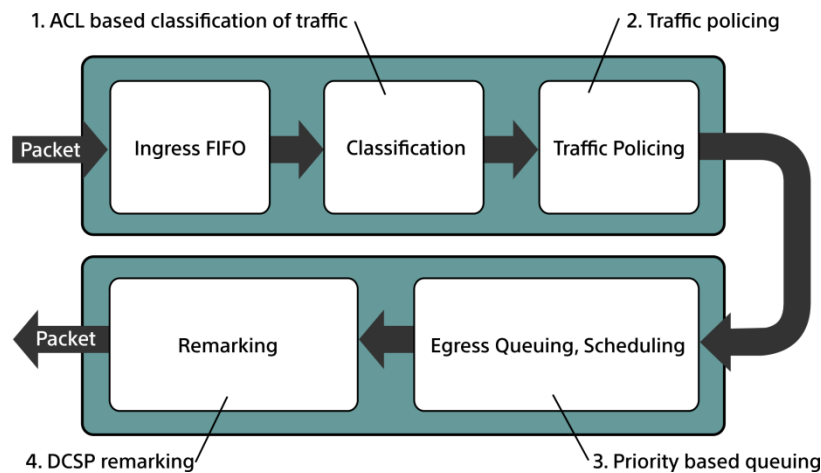 1. ACL based classification of traffic
2. Traffic policing
Packet
Ingress FIFO
Classification
Traffic Policing
Packet
Remarking
Egress Queuing, Scheduling
4. DCSP remarking
3. Priority based queuing